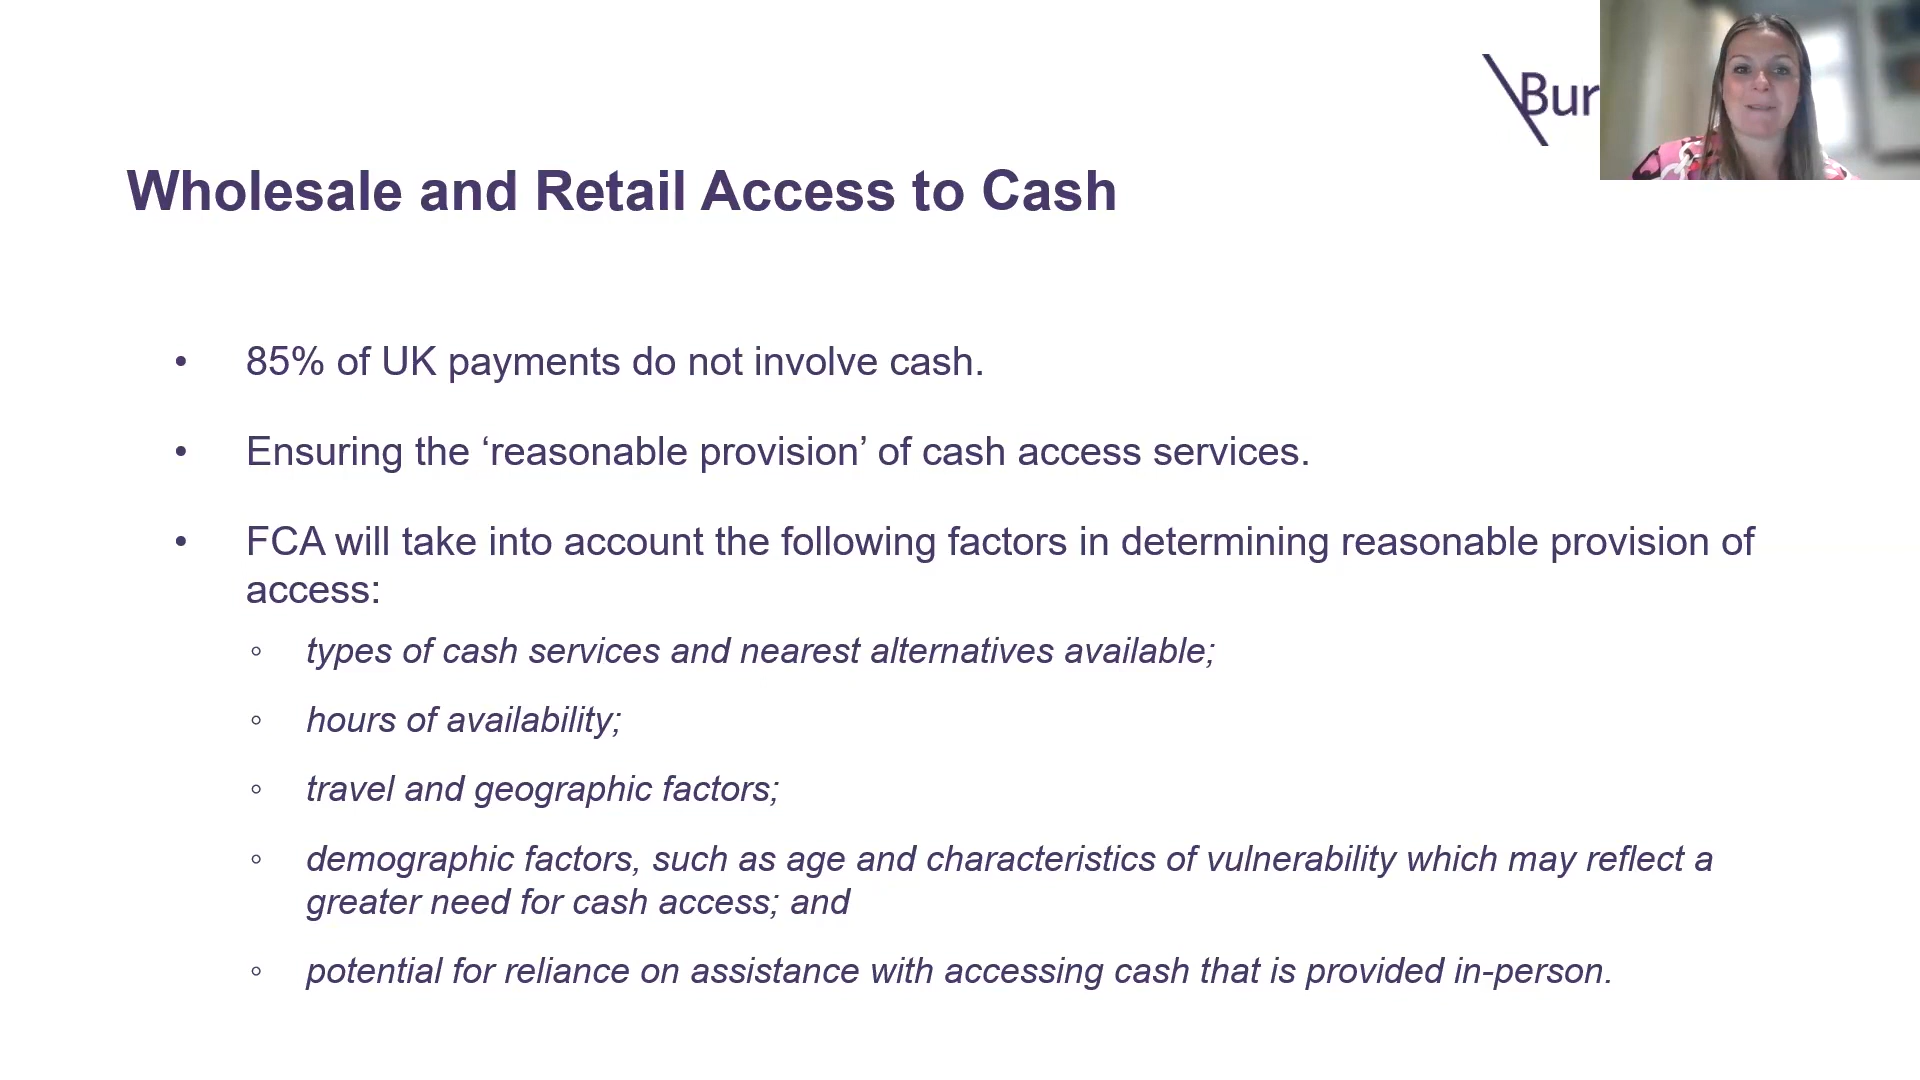 Bur
Wholesale and Retail Access to Cash
• 85% of UK payments do not involve cash.
• Ensuring the ‘reasonable provision’ of cash access services.
• FCA will take into account the following factors in determining reasonable provision of
access:
◦ types of cash services and nearest alternatives available;
◦ hours of availability;
◦ travel and geographic factors;
◦ demographic factors, such as age and characteristics of vulnerability which may reflect a
greater need for cash access; and
◦ potential for reliance on assistance with accessing cash that is provided in-person.